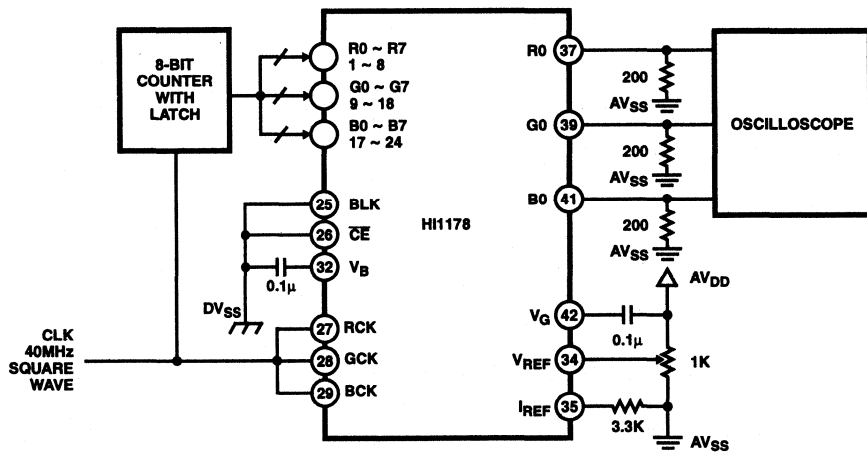 8-BIT
COUNTER
WITH
LATCH
R0 ~ R7
1 ~ 8
G0 ~ G7
9 ~ 18
B0 ~ B7
17 ~ 24
25 BLK
26 CE
32 VB
0.1μ
DVSS
27 RCK
28 GCK
29 BCK
CLK
40MHz
SQUARE
WAVE
HI1178
R0 37
200
AVSS
G0 39
200
AVSS
B0 41
200
AVSS
OSCILLOSCOPE
AVDD
VG 42
0.1μ
VREF 34
1K
IREF 35
3.3K
AVSS